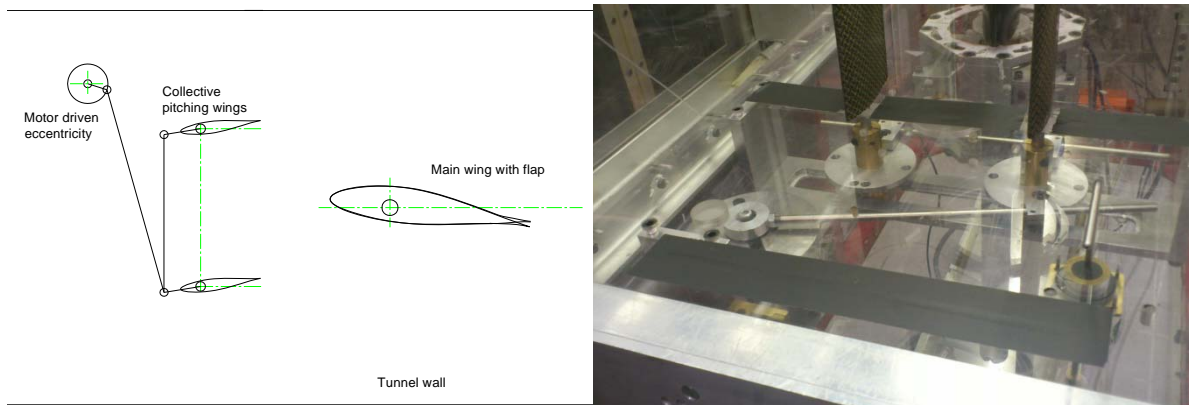 Motor driven
eccentricity
Collective
pitching wings
Main wing with flap
Tunnel wall